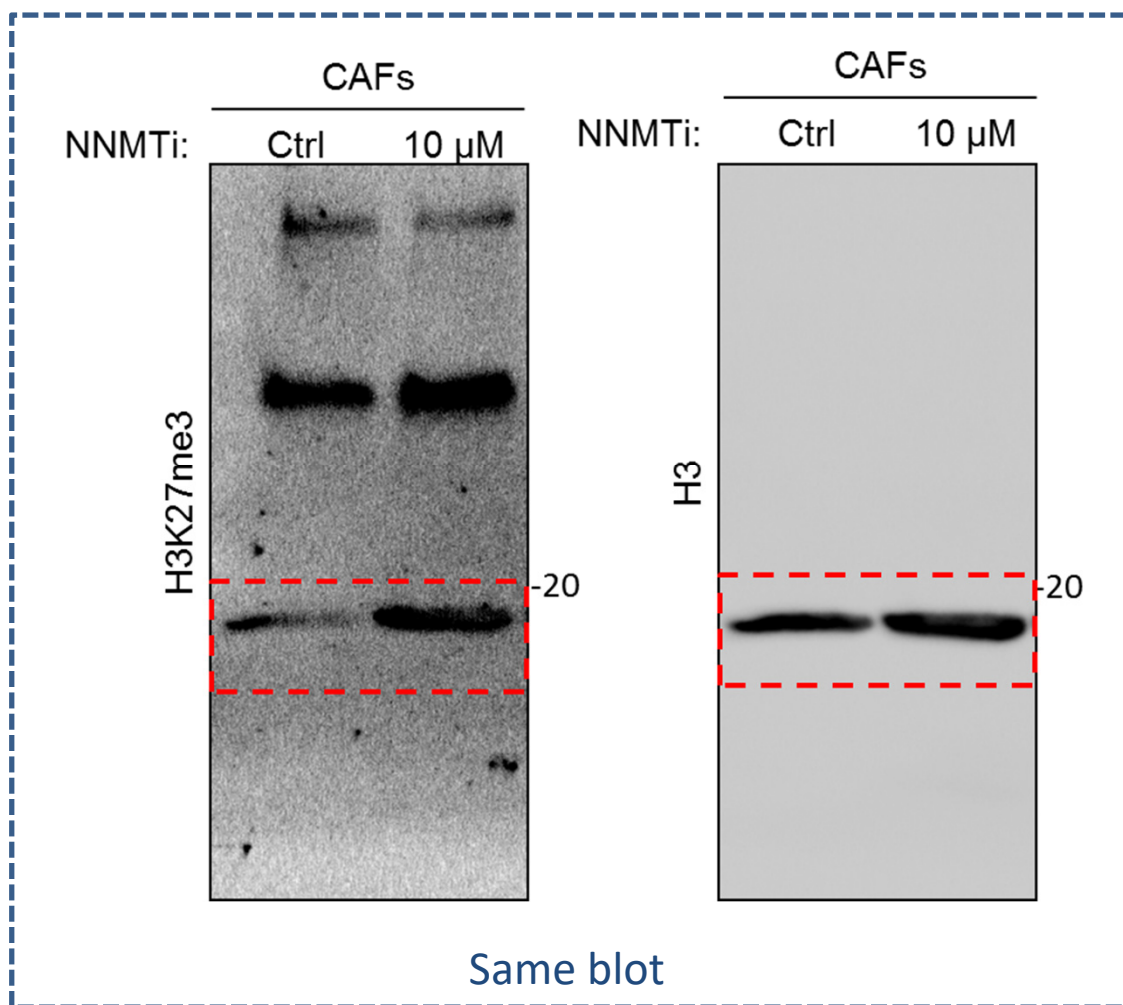 CAFs
NNMTi: Ctrl 10 µM
H3K27me3
-20
CAFs
NNMTi: Ctrl 10 µM
H3
-20
Same blot